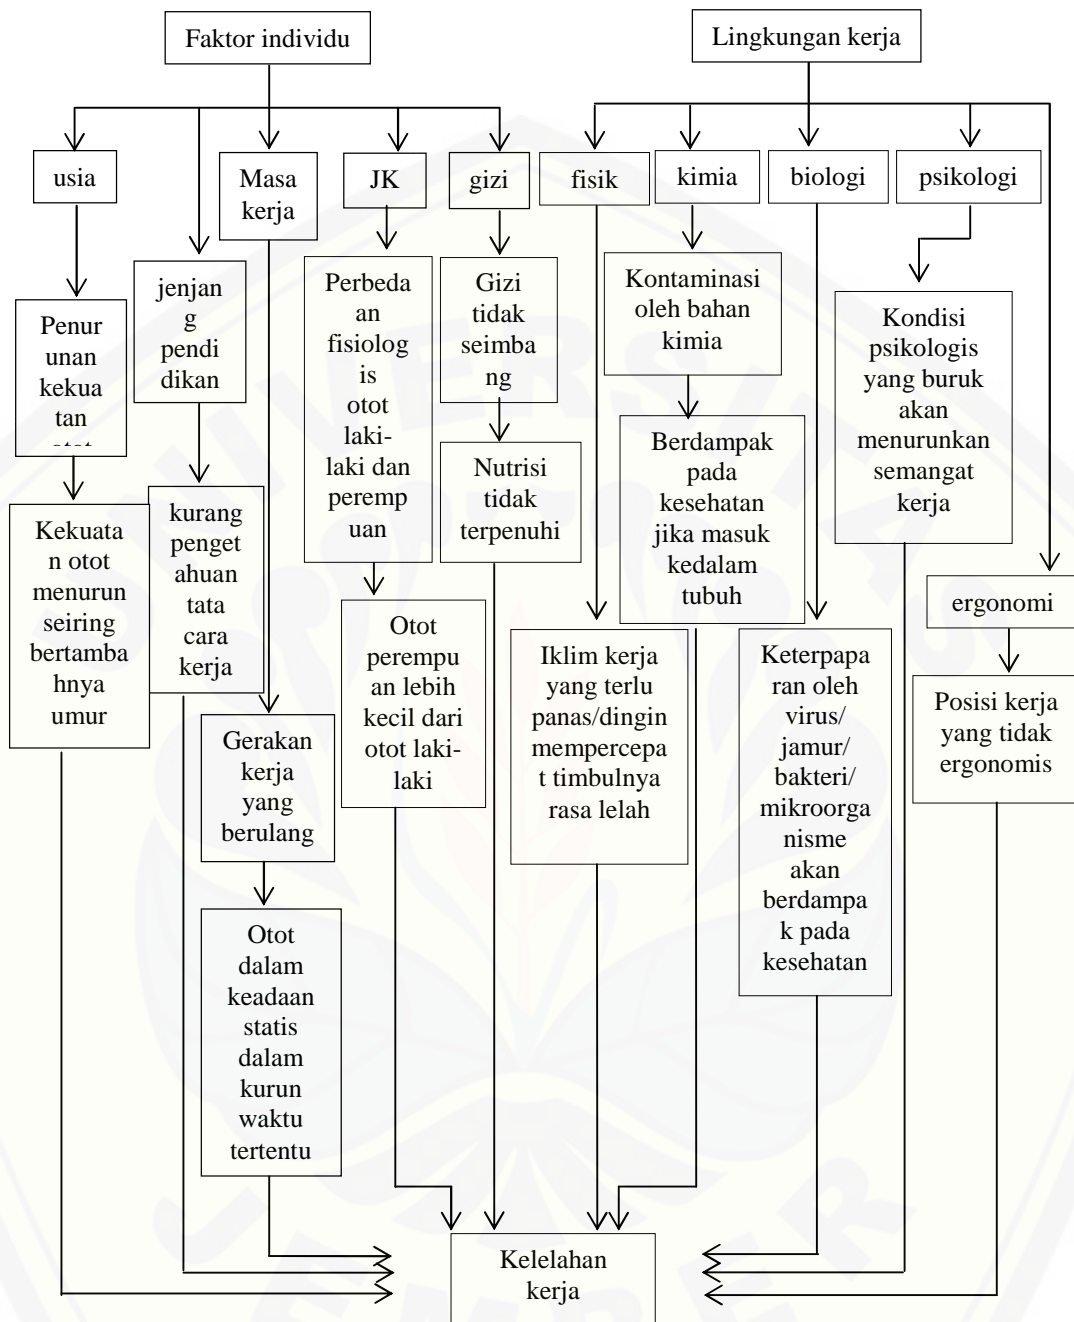 Faktor individu
Lingkungan kerja
usia
Masa
kerja
JK
gizi
fisik
kimia
biologi
psikologi
jenjan
g
pendi
dikan
Perbeda
an
fisiolog
is
otot
laki-
laki dan
peremp
uan
Gizi
tidak
seimba
ng
Kontaminasi
oleh bahan
kimia
Penur
unan
kekua
tan
otot
Kondisi
psikologis
yang buruk
akan
menurunkan
semangat
kerja
Berdampak
pada
kesehatan
jika masuk
kedalam
tubuh
Nutrisi
tidak
terpenuhi
kurang
penget
ahuan
tata
cara
kerja
Kekuata
n otot
menurun
seiring
bertamba
hnya
umur
ergonomi
Otot
perempu
an lebih
kecil dari
otot laki-
laki
Iklim kerja
yang terlu
panas/dingin
mempercepa
t timbulnya
rasa lelah
Keterpapa
ran oleh
virus/
jamur/
bakteri/
mikroorga
nisme
akan
berdampa
k pada
kesehatan
Posisi kerja
yang tidak
ergonomis
Gerakan
kerja
yang
berulang
Otot
dalam
keadaan
statis
dalam
kurun
waktu
tertentu
Kelelahan
kerja
UNIVERSITAS
JEMBER